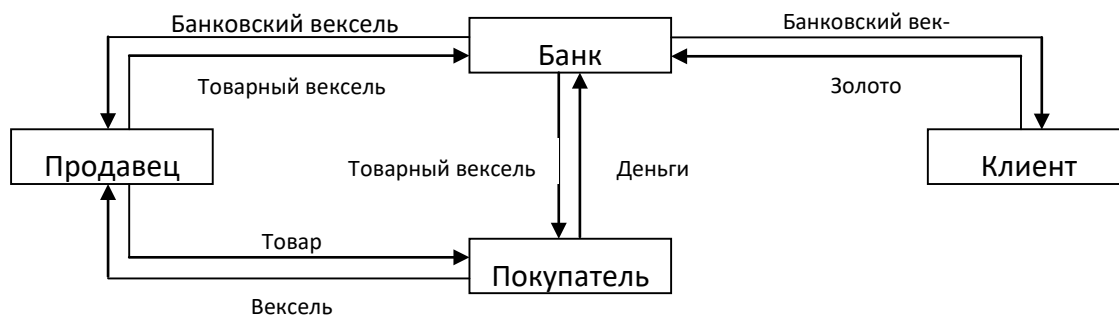 Банковский вексель
Банковский век-
Банк
Товарный вексель
Золото
Продавец
Товарный вексель
Деньги
Клиент
Товар
Покупатель
Вексель